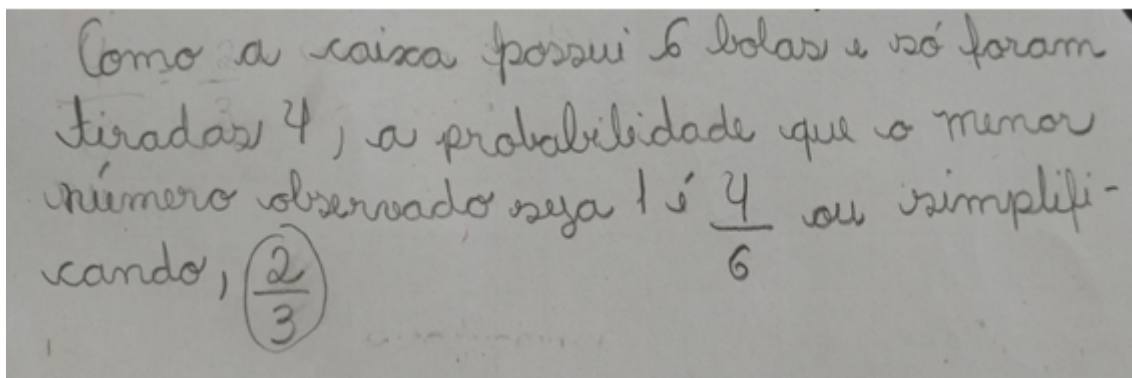 Como a caixa possui 6 bolas e só foram
tiradas 4, a probabilidade que o menor
número observado seja 1 é 4/6 ou simplifi-
cando, 2/3